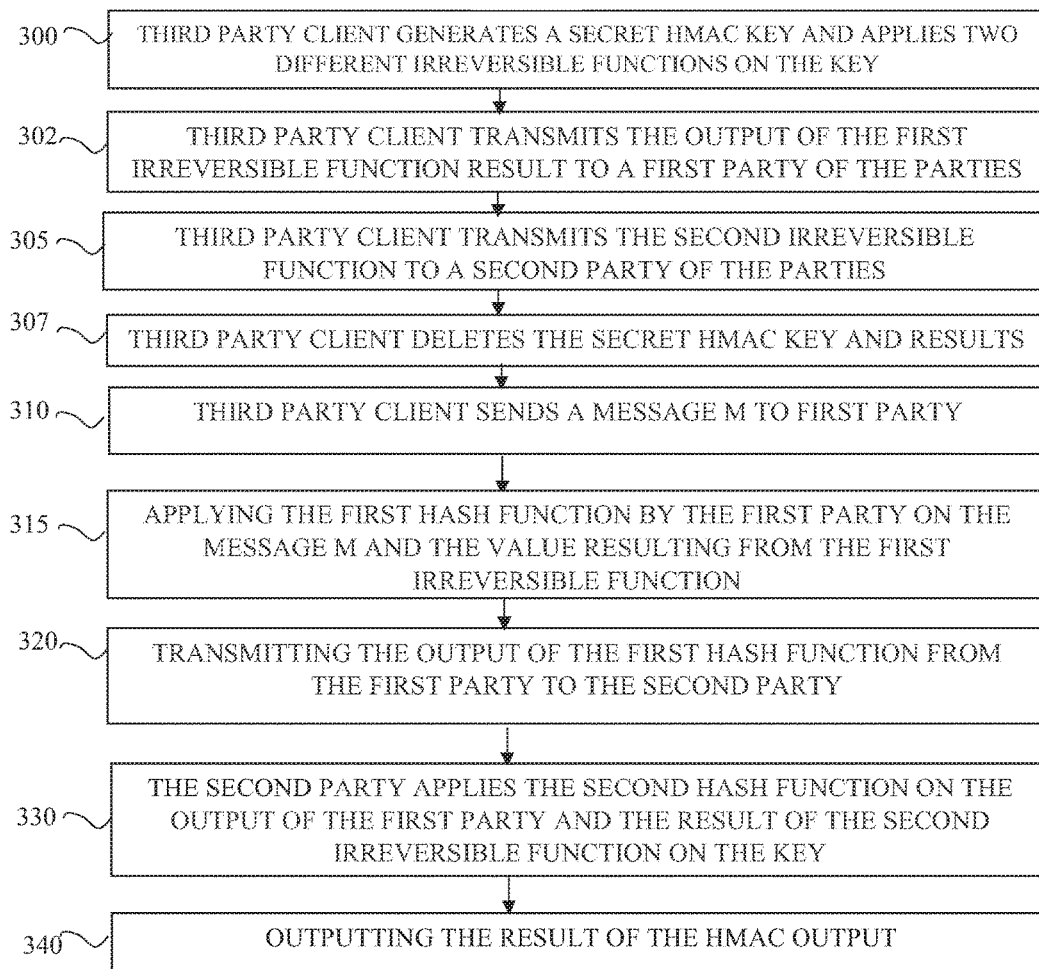 300
THIRD PARTY CLIENT GENERATES A SECRET HMAC KEY AND APPLIES TWO
DIFFERENT IRREVERSIBLE FUNCTIONS ON THE KEY
302
THIRD PARTY CLIENT TRANSMITS THE OUTPUT OF THE FIRST
IRREVERSIBLE FUNCTION RESULT TO A FIRST PARTY OF THE PARTIES
305
THIRD PARTY CLIENT TRANSMITS THE SECOND IRREVERSIBLE
FUNCTION TO A SECOND PARTY OF THE PARTIES
307
THIRD PARTY CLIENT DELETES THE SECRET HMAC KEY AND RESULTS
310
THIRD PARTY CLIENT SENDS A MESSAGE M TO FIRST PARTY
315
APPLYING THE FIRST HASH FUNCTION BY THE FIRST PARTY ON THE
MESSAGE M AND THE VALUE RESULTING FROM THE FIRST
IRREVERSIBLE FUNCTION
320
TRANSMITTING THE OUTPUT OF THE FIRST HASH FUNCTION FROM
THE FIRST PARTY TO THE SECOND PARTY
330
THE SECOND PARTY APPLIES THE SECOND HASH FUNCTION ON THE
OUTPUT OF THE FIRST PARTY AND THE RESULT OF THE SECOND
IRREVERSIBLE FUNCTION ON THE KEY
340
OUTPUTTING THE RESULT OF THE HMAC OUTPUT